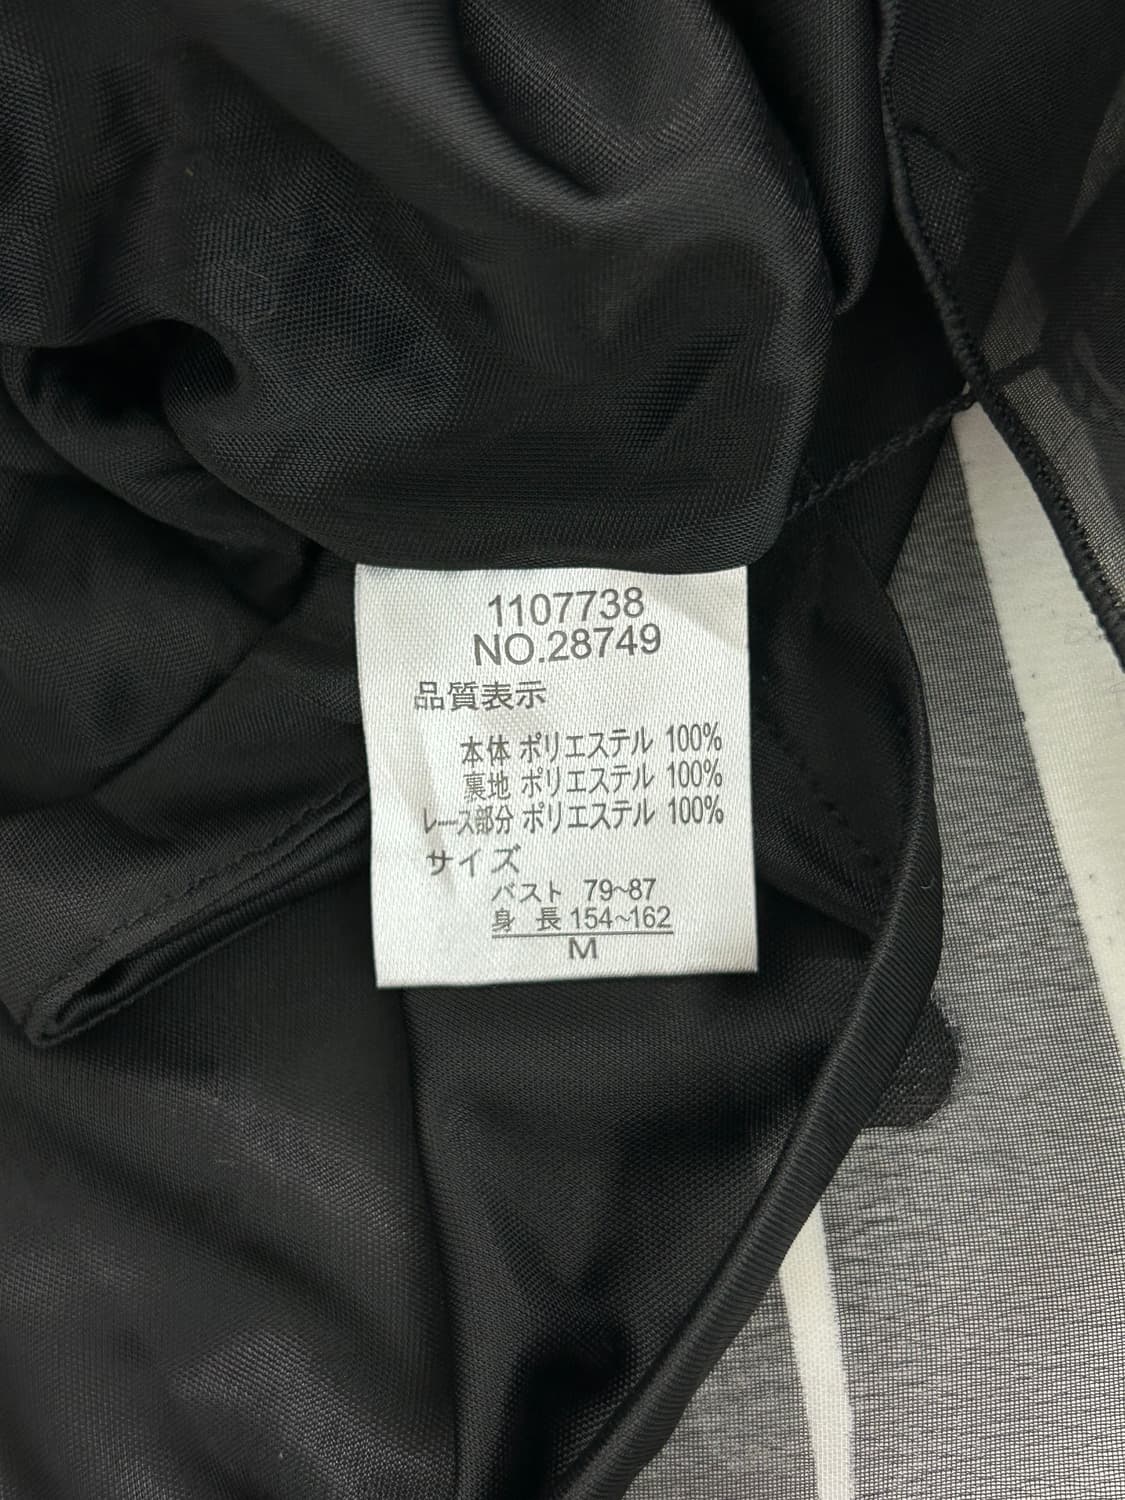 1107738
NO.28749
品質表示
本体 ポリエステル 100%
裏地 ポリエステル 100%
レース部分 ポリエステル 100%
サイズ
バスト 79~87
身 長 154~162
M